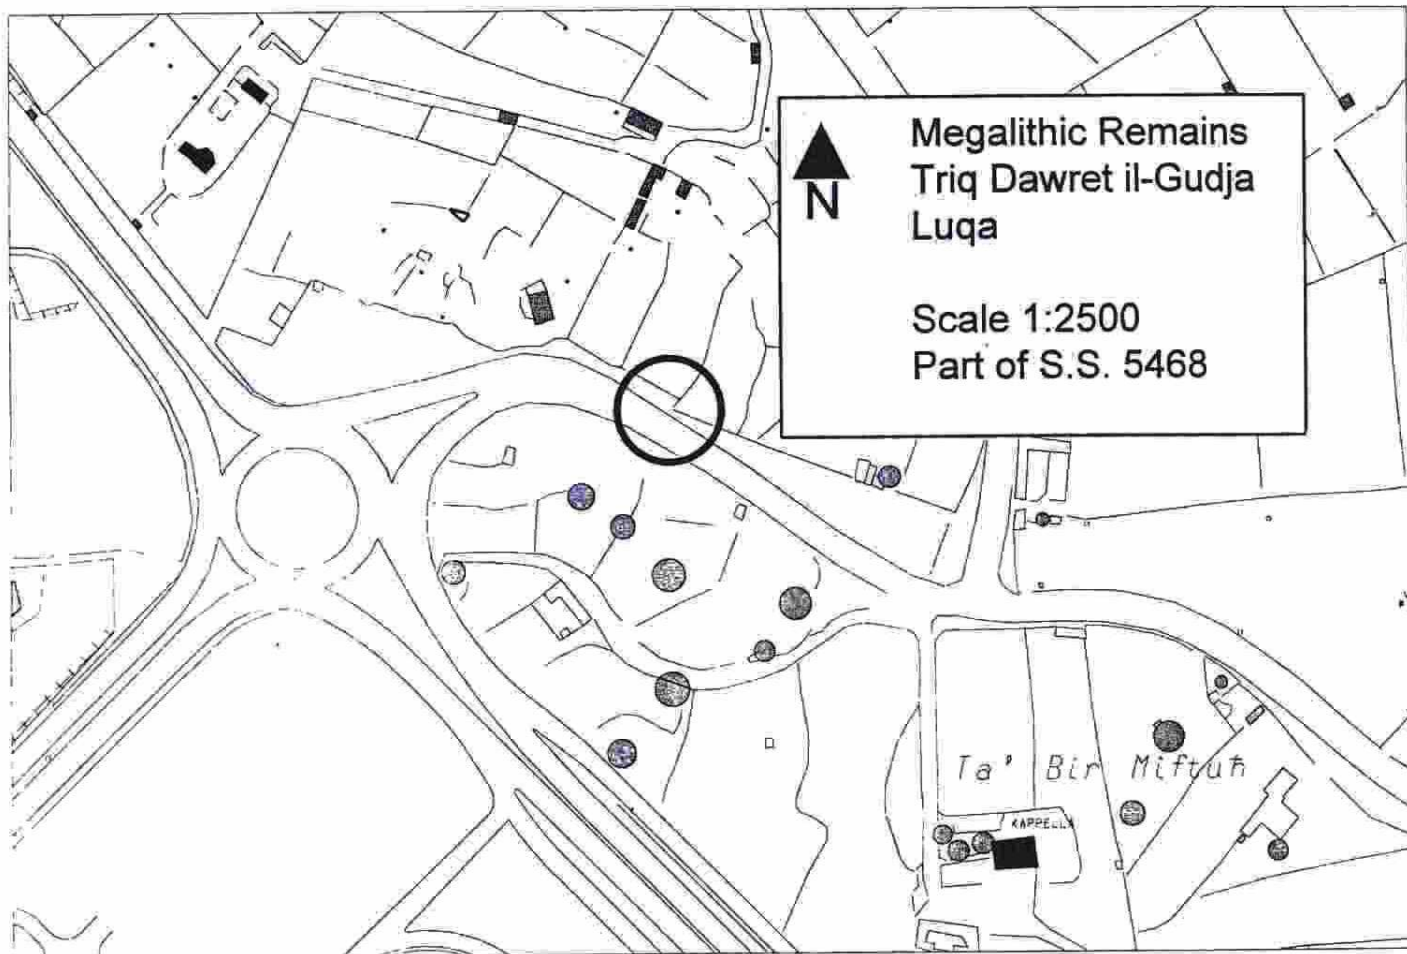 N
Megalithic Remains
Triq Dawret il-Gudja
Luqa
Scale 1:2500
Part of S.S. 5468
Ta' Bir Miftuħ
KAPPELLA